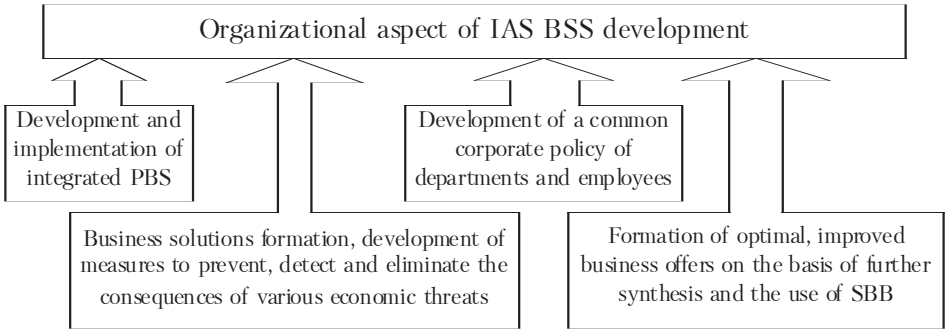 Organizational aspect of IAS BSS development
Development and
implementation of
integrated PBS
Development of a common
corporate policy of
departments and employees
Business solutions formation, development of
measures to prevent, detect and eliminate the
consequences of various economic threats
Formation of optimal, improved
business offers on the basis of further
synthesis and the use of SBB